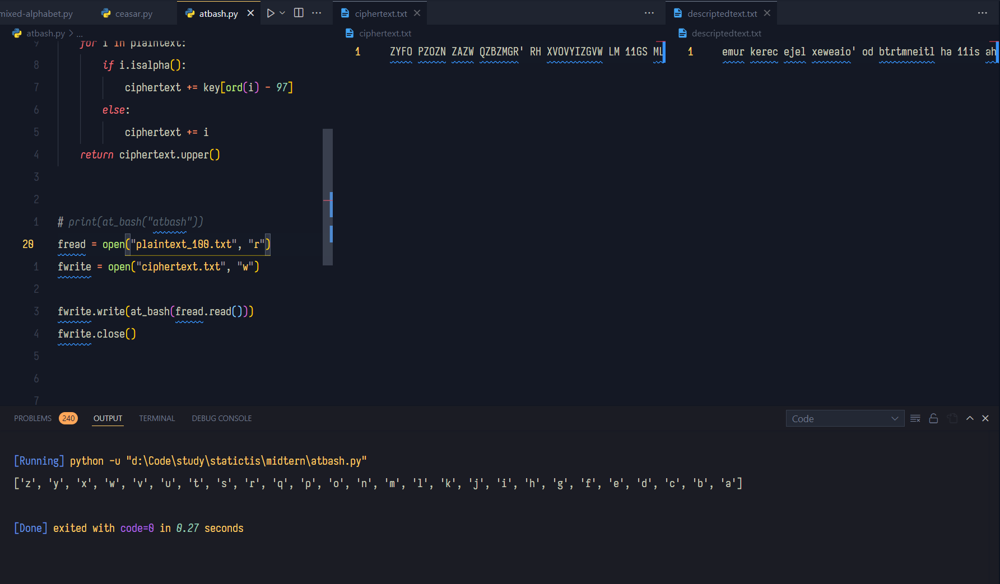 mixed-alphabet.py ceasar.py atbash.py ciphertext.txt descriptedtext.txt
atbash.py > ... ciphertext.txt descriptedtext.txt
9 for i in plaintext:
1 ZYFO PZOZN ZAZW QZBZMGR' RH XVOVYIZGVW LM 11GS ML
1 emur kerec ejel xeweaio' od btrtmneitl ha 11is ah
8 if i.isalpha():
7 ciphertext += key[ord(i) - 97]
6 else:
5 ciphertext += i
4 return ciphertext.upper()
3
2
1 # print(at_bash("atbash"))
20 fread = open("plaintext_100.txt", "r")
1 fwrite = open("ciphertext.txt", "w")
2
3 fwrite.write(at_bash(fread.read()))
4 fwrite.close()
5
6
7
PROBLEMS 240 OUTPUT TERMINAL DEBUG CONSOLE Code
[Running] python -u "d:\Code\study\statictis\midtern\atbash.py"
['z', 'y', 'x', 'w', 'v', 'u', 't', 's', 'r', 'q', 'p', 'o', 'n', 'm', 'l', 'k', 'j', 'i', 'h', 'g', 'f', 'e', 'd', 'c', 'b', 'a']
[Done] exited with code=0 in 0.27 seconds